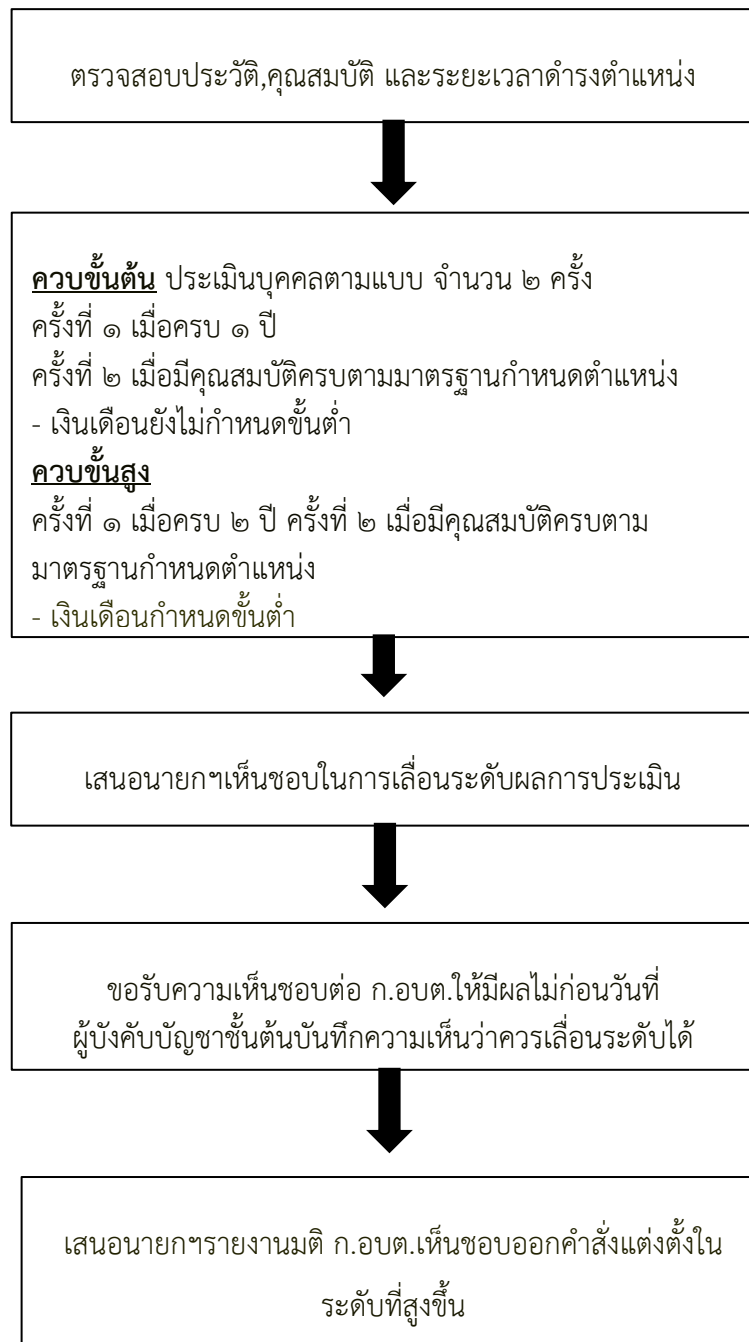 ตรวจสอบประวัติ,คุณสมบัติ และระยะเวลาดำรงตำแหน่ง
ควบขั้นต้น ประเมินบุคคลตามแบบ จำนวน ๒ ครั้ง
ครั้งที่ ๑ เมื่อครบ ๑ ปี
ครั้งที่ ๒ เมื่อมีคุณสมบัติครบตามมาตรฐานกำหนดตำแหน่ง
- เงินเดือนยังไม่กำหนดขั้นต่ำ
ควบขั้นสูง
ครั้งที่ ๑ เมื่อครบ ๒ ปี ครั้งที่ ๒ เมื่อมีคุณสมบัติครบตาม
มาตรฐานกำหนดตำแหน่ง
- เงินเดือนกำหนดขั้นต่ำ
เสนอนายกฯเห็นชอบในการเลื่อนระดับผลการประเมิน
ขอรับความเห็นชอบต่อ ก.อบต.ให้มีผลไม่ก่อนวันที่
ผู้บังคับบัญชาชั้นต้นบันทึกความเห็นว่าควรเลื่อนระดับได้
เสนอนายกฯรายงานมติ ก.อบต.เห็นชอบออกคำสั่งแต่งตั้งใน
ระดับที่สูงขึ้น